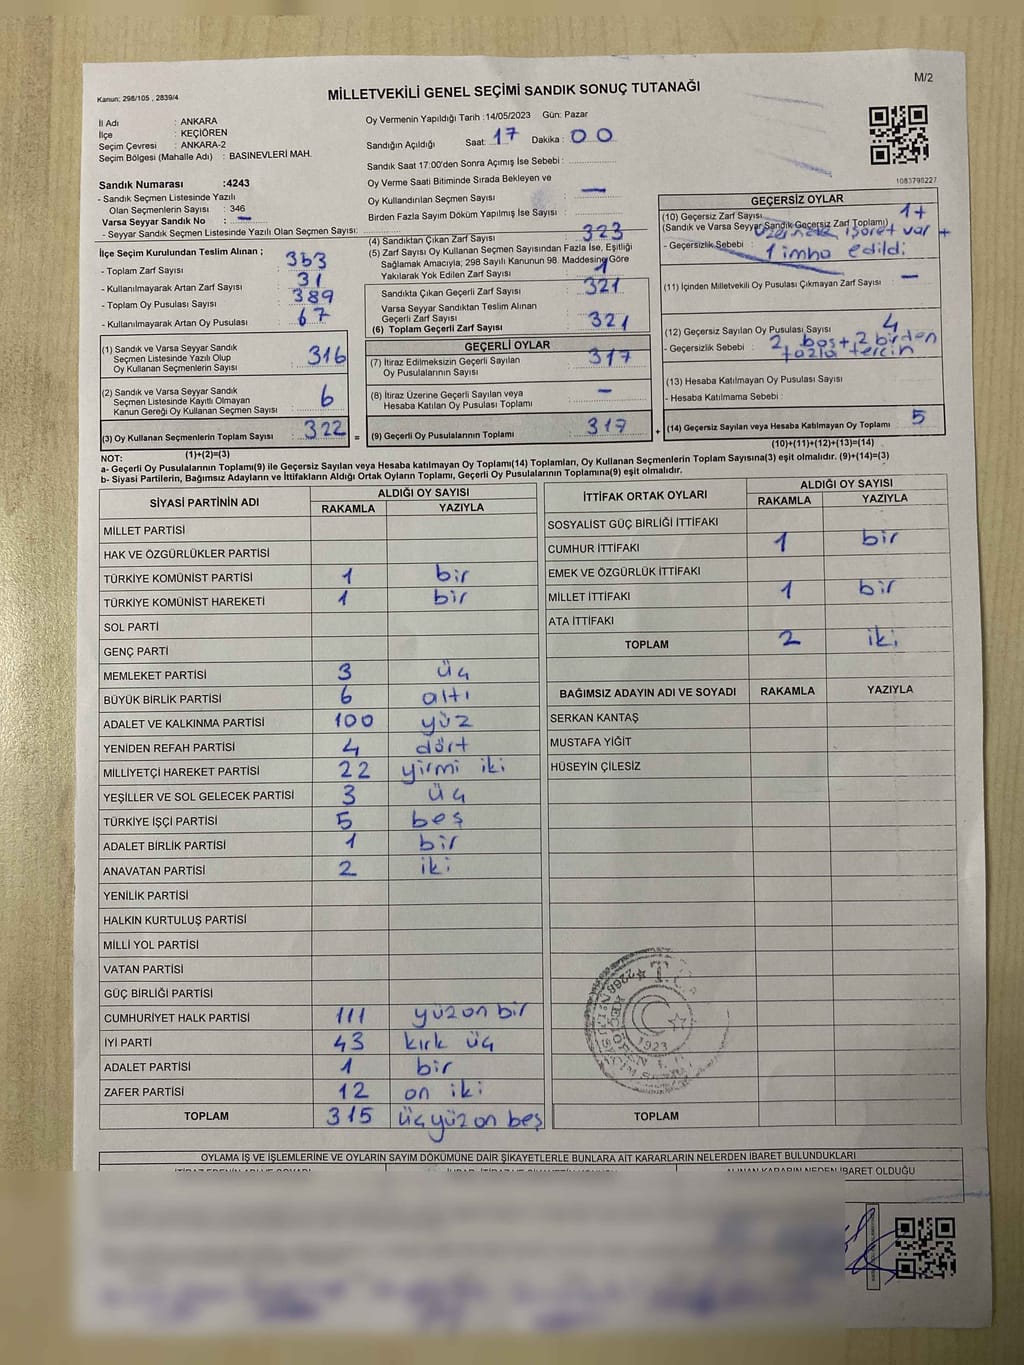 M/2
Kanun: 298/105 , 2839/4
MİLLETVEKİLİ GENEL SEÇİMİ SANDIK SONUÇ TUTANAĞI
İl Adı : ANKARA
İlçe : KEÇİÖREN
Seçim Çevresi : ANKARA-2
Seçim Bölgesi (Mahalle Adı) : BASINEVLERİ MAH.
Sandık Numarası :4243
- Sandık Seçmen Listesinde Yazılı
Olan Seçmenlerin Sayısı : 346
Varsa Seyyar Sandık No : –
- Seyyar Sandık Seçmen Listesinde Yazılı Olan Seçmen Sayısı:
İlçe Seçim Kurulundan Teslim Alınan ;
- Toplam Zarf Sayısı 353
- Kullanılmayarak Artan Zarf Sayısı 31
- Toplam Oy Pusulası Sayısı 389
- Kullanılmayarak Artan Oy Pusulası 67
(1) Sandık ve Varsa Seyyar Sandık
Seçmen Listesinde Yazılı Olup
Oy Kullanan Seçmenlerin Sayısı 316
(2) Sandık ve Varsa Seyyar Sandık
Seçmen Listesinde Kayıtlı Olmayan
Kanun Gereği Oy Kullanan Seçmen Sayısı 6
(3) Oy Kullanan Seçmenlerin Toplam Sayısı 322 =
(1)+(2)=(3)
Oy Vermenin Yapıldığı Tarih :14/05/2023 Gün: Pazar
Sandığın Açıldığı Saat: 17 Dakika : 00
Sandık Saat 17:00'den Sonra Açılmış İse Sebebi :
Oy Verme Saati Bitiminde Sırada Bekleyen ve
Oy Kullandırılan Seçmen Sayısı –
Birden Fazla Sayım Döküm Yapılmış İse Sayısı :
(4) Sandıktan Çıkan Zarf Sayısı 323
(5) Zarf Sayısı Oy Kullanan Seçmen Sayısından Fazla İse, Eşitliği
Sağlamak Amacıyla; 298 Sayılı Kanunun 98. Maddesine Göre
Yakılarak Yok Edilen Zarf Sayısı 1
Sandıkta Çıkan Geçerli Zarf Sayısı 321
Varsa Seyyar Sandıktan Teslim Alınan
Geçerli Zarf Sayısı
(6) Toplam Geçerli Zarf Sayısı 321
GEÇERLİ OYLAR
(7) İtiraz Edilmeksizin Geçerli Sayılan
Oy Pusulasının Sayısı 317
(8) İtiraz Üzerine Geçerli Sayılan veya
Hesaba Katılan Oy Pusulası Toplamı –
(9) Geçerli Oy Pusulalarının Toplamı 317 +
1083798227
GEÇERSİZ OYLAR
(10) Geçersiz Zarf Sayısı 1+
(Sandık ve Varsa Seyyar Sandık Geçersiz Zarf Toplamı)
üzerinde işaret var +
- Geçersizlik Sebebi : 1 imha edildi
(11) İçinden Milletvekili Oy Pusulası Çıkmayan Zarf Sayısı –
(12) Geçersiz Sayılan Oy Pusulası Sayısı 4
- Geçersizlik Sebebi : 2 boş+ 2 birden
fazla tercih
(13) Hesaba Katılmayan Oy Pusulası Sayısı
- Hesaba Katılmama Sebebi :
(14) Geçersiz Sayılan veya Hesaba Katılmayan Oy Toplamı 5
(10)+(11)+(12)+(13)=(14)
NOT:
a- Geçerli Oy Pusulalarının Toplamı(9) ile Geçersiz Sayılan veya Hesaba katılmayan Oy Toplamı(14) Toplamları, Oy Kullanan Seçmenlerin Toplam Sayısına(3) eşit olmalıdır. (9)+(14)=(3)
b- Siyasi Partilerin, Bağımsız Adayların ve İttifakların Aldığı Ortak Oyların Toplamı, Geçerli Oy Pusulalarının Toplamına(9) eşit olmalıdır.
SİYASİ PARTİNİN ADI ALDIĞI OY SAYISI
RAKAMLA YAZIYLA
MİLLET PARTİSİ
HAK VE ÖZGÜRLÜKLER PARTİSİ
TÜRKİYE KOMÜNİST PARTİSİ 1 bir
TÜRKİYE KOMÜNİST HAREKETİ 1 bir
SOL PARTİ
GENÇ PARTİ
MEMLEKET PARTİSİ 3 üç
BÜYÜK BİRLİK PARTİSİ 6 altı
ADALET VE KALKINMA PARTİSİ 100 yüz
YENİDEN REFAH PARTİSİ 4 dört
MİLLİYETÇİ HAREKET PARTİSİ 22 yirmi iki
YEŞİLLER VE SOL GELECEK PARTİSİ 3 üç
TÜRKİYE İŞÇİ PARTİSİ 5 beş
ADALET BİRLİK PARTİSİ 1 bir
ANAVATAN PARTİSİ 2 iki
YENİLİK PARTİSİ
HALKIN KURTULUŞ PARTİSİ
MİLLİ YOL PARTİSİ
VATAN PARTİSİ
GÜÇ BİRLİĞİ PARTİSİ
CUMHURİYET HALK PARTİSİ 111 yüz on bir
İYİ PARTİ 43 kırk üç
ADALET PARTİSİ 1 bir
ZAFER PARTİSİ 12 on iki
TOPLAM 315 üçyüz on beş
İTTİFAK ORTAK OYLARI ALDIĞI OY SAYISI
RAKAMLA YAZIYLA
SOSYALİST GÜÇ BİRLİĞİ İTTİFAKI
CUMHUR İTTİFAKI 1 bir
EMEK VE ÖZGÜRLÜK İTTİFAKI
MİLLET İTTİFAKI 1 bir
ATA İTTİFAKI
TOPLAM 2 iki
BAĞIMSIZ ADAYIN ADI VE SOYADI RAKAMLA YAZIYLA
SERKAN KANTAŞ
MUSTAFA YİĞİT
HÜSEYİN ÇİLESİZ
T.C.
KEÇİÖREN
1923
TOPLAM
OYLAMA İŞ VE İŞLEMLERİNE VE OYLARIN SAYIM DÖKÜMÜNE DAİR ŞİKAYETLERLE BUNLARA AİT KARARLARIN NELERDEN İBARET BULUNDUKLARI
ALINAN KARARIN NEDEN İBARET OLDUĞU